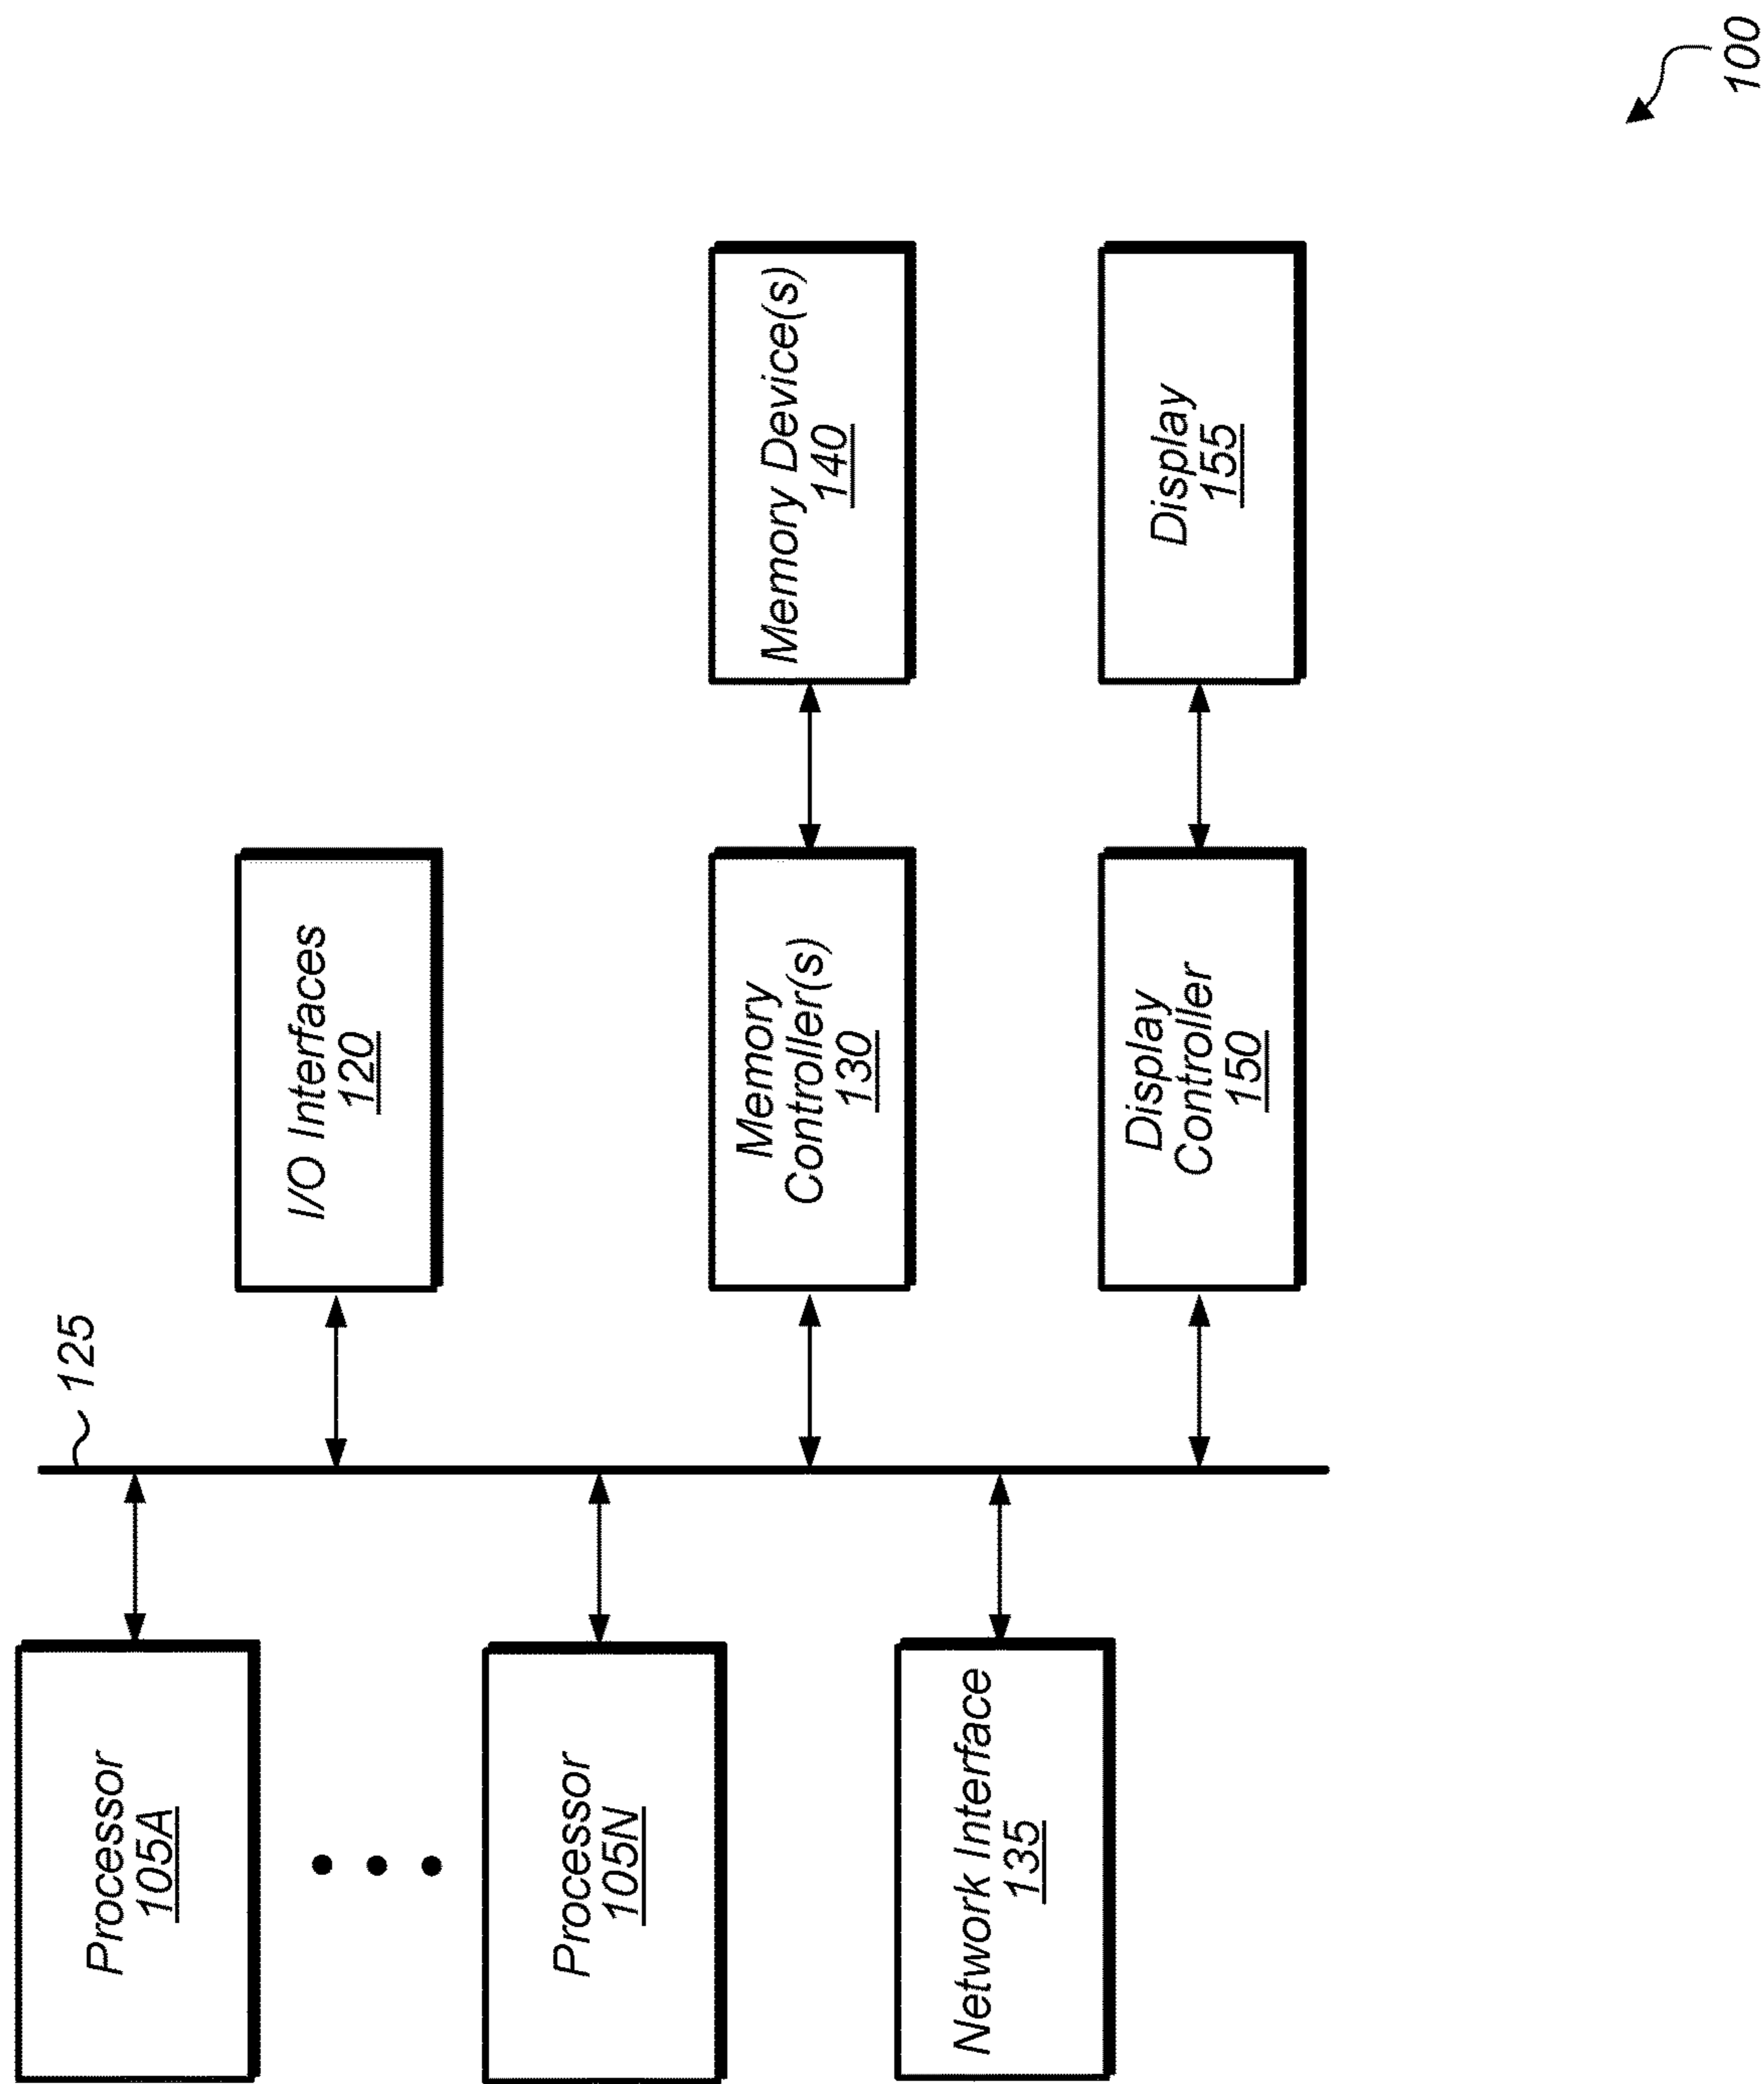 100
125
Processor
105A
I/O Interfaces
120
Processor
105N
Memory
Controller(s)
130
Memory Device(s)
140
Network Interface
135
Display
Controller
150
Display
155